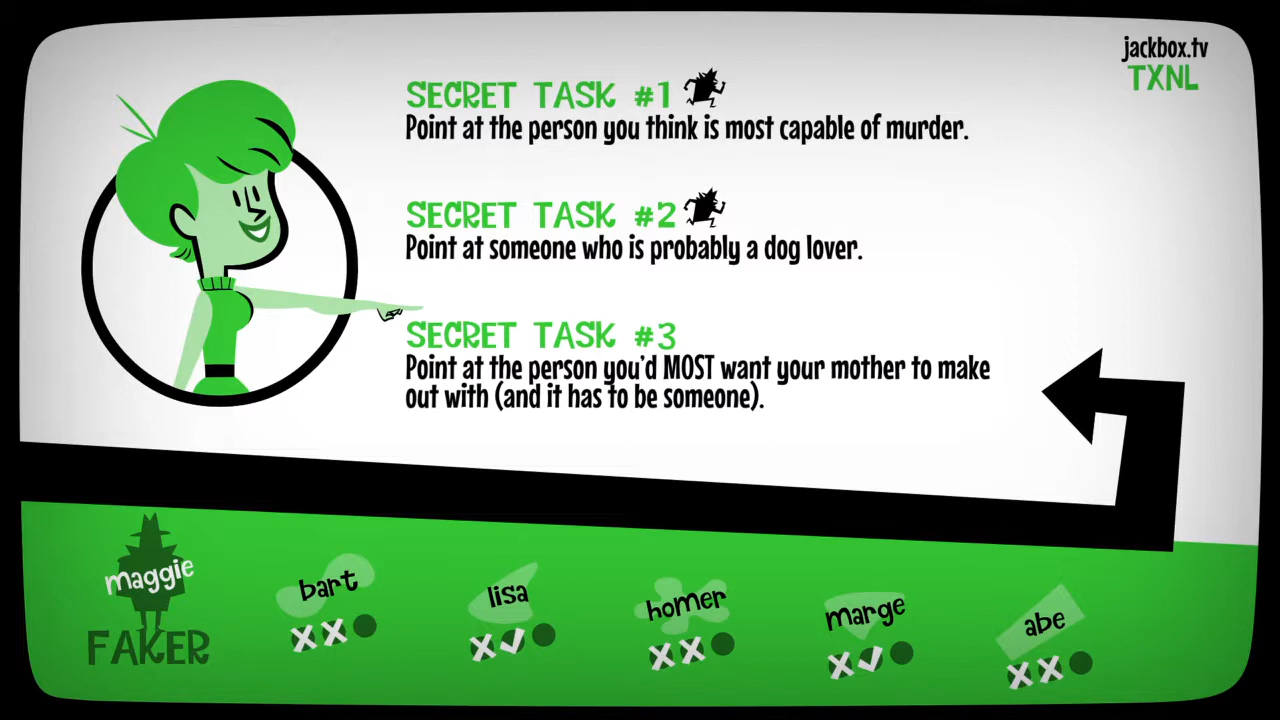 jackbox.tv
TXNL
SECRET TASK #1
Point at the person you think is most capable of murder.
SECRET TASK #2
Point at someone who is probably a dog lover.
SECRET TASK #3
Point at the person you'd MOST want your mother to make
out with (and it has to be someone).
maggie
FAKER
bart
lisa
homer
marge
abe